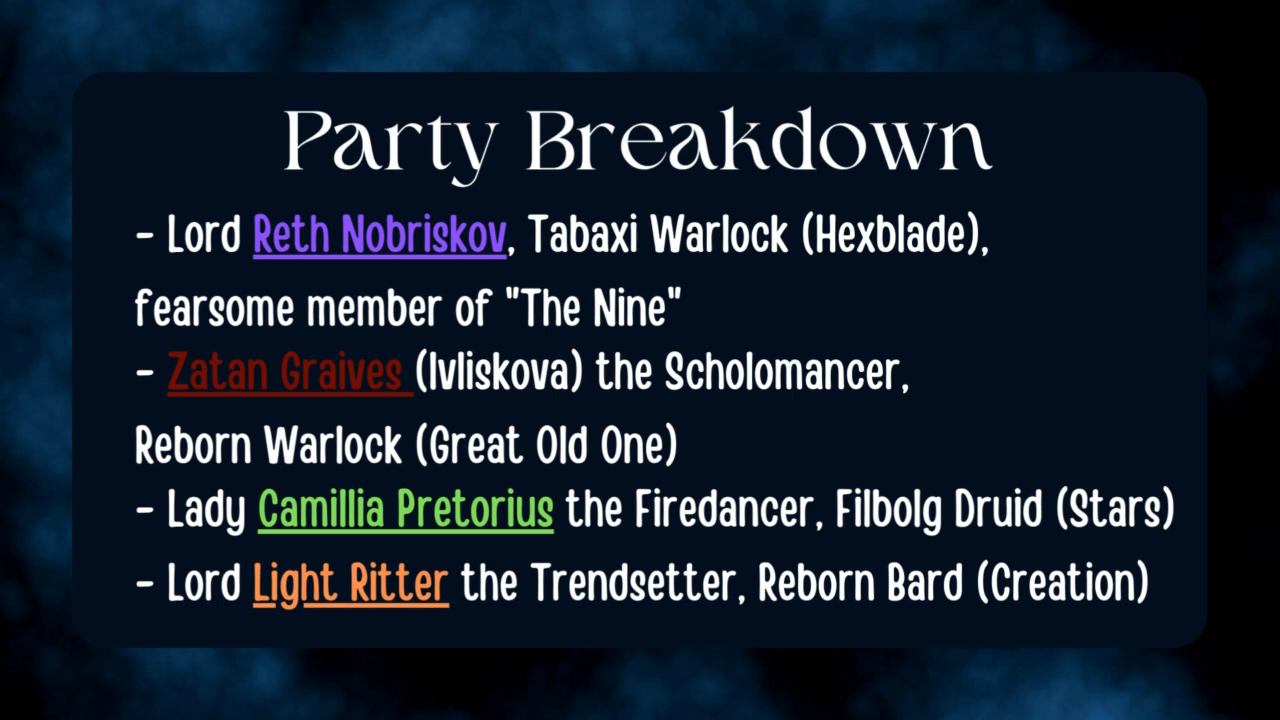 Party Breakdown
- Lord Reth Nobriskov, Tabaxi Warlock (Hexblade),
fearsome member of "The Nine"
- Zatan Graives (Ivliskova) the Scholomancer,
Reborn Warlock (Great Old One)
- Lady Camillia Pretorius the Firedancer, Filbolg Druid (Stars)
- Lord Light Ritter the Trendsetter, Reborn Bard (Creation)